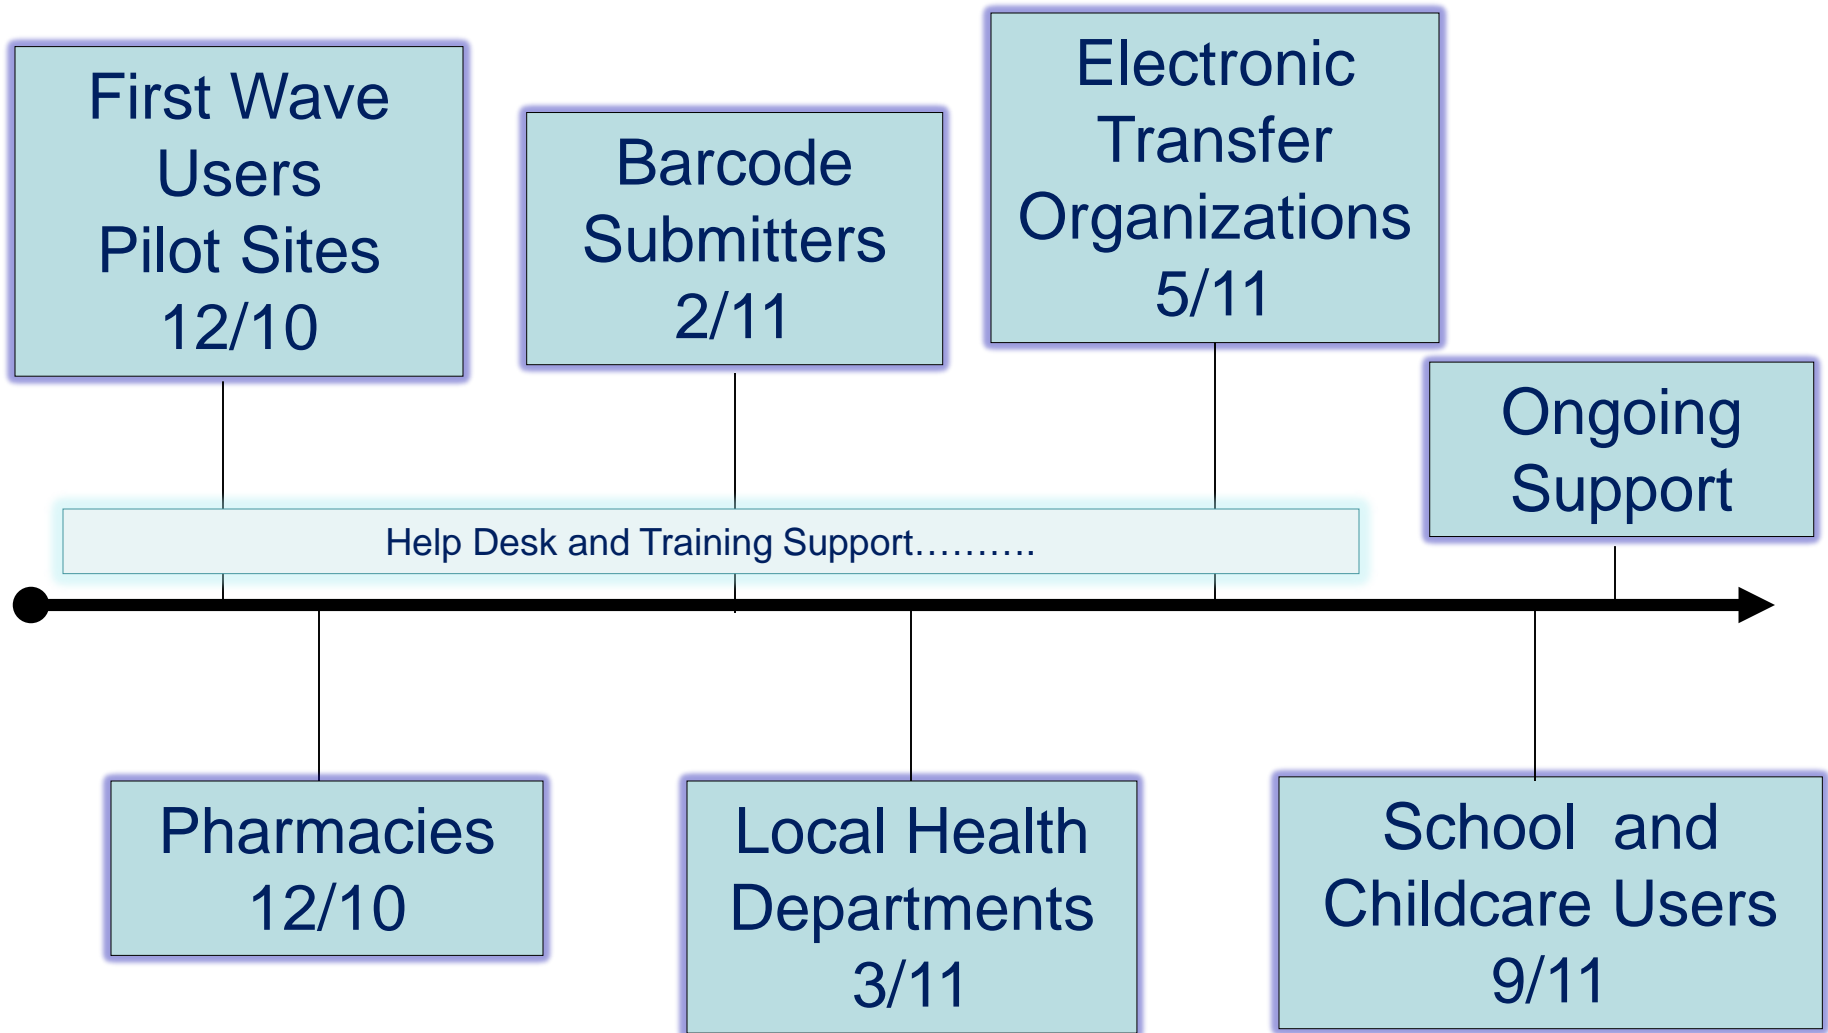 First Wave
Users
Pilot Sites
12/10
Barcode
Submitters
2/11
Electronic
Transfer
Organizations
5/11
Ongoing
Support
Help Desk and Training Support……….
Pharmacies
12/10
Local Health
Departments
3/11
School and
Childcare Users
9/11